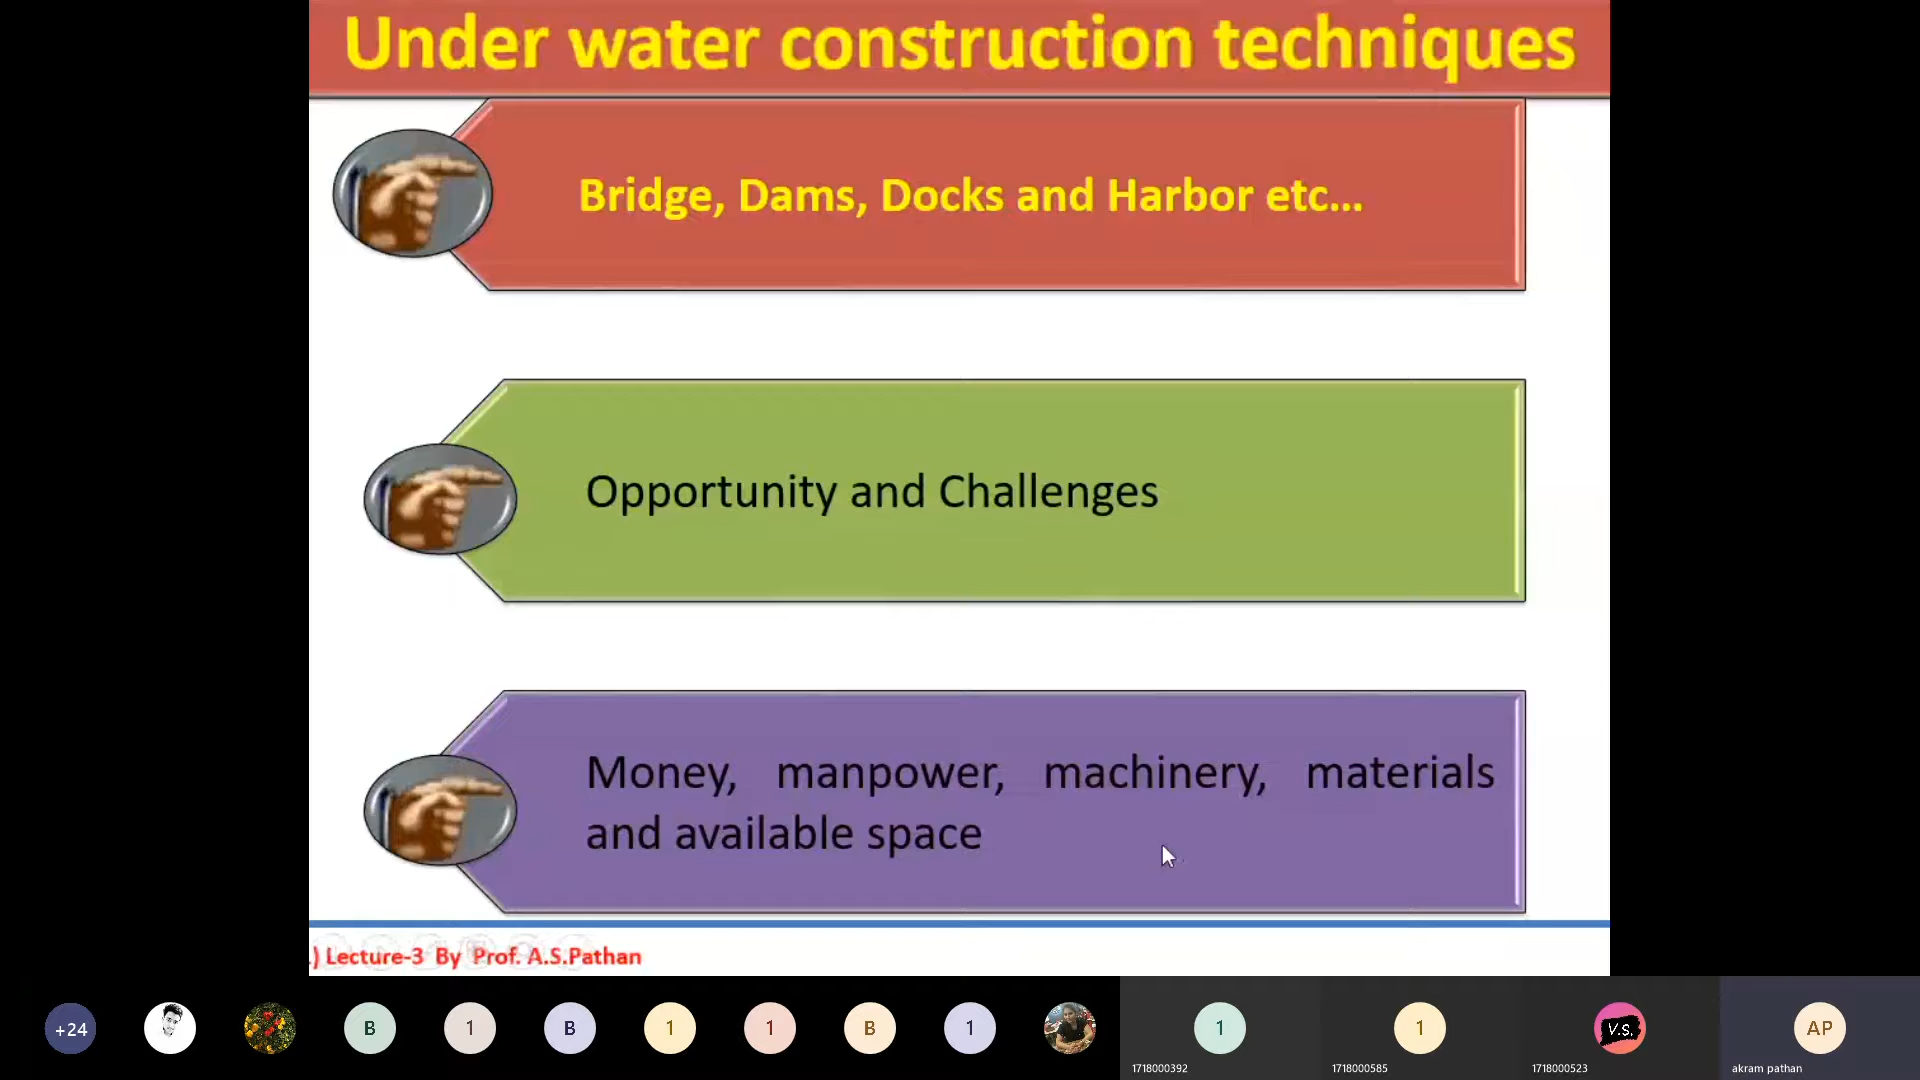 Under water construction techniques
Bridge, Dams, Docks and Harbor etc...
Opportunity and Challenges
Money, manpower, machinery, materials
and available space
.) Lecture-3 By Prof. A.S.Pathan
+24
B
1
B
1
1
B
1
1
1
V.S.
AP
1718000392
1718000585
1718000523
akram pathan